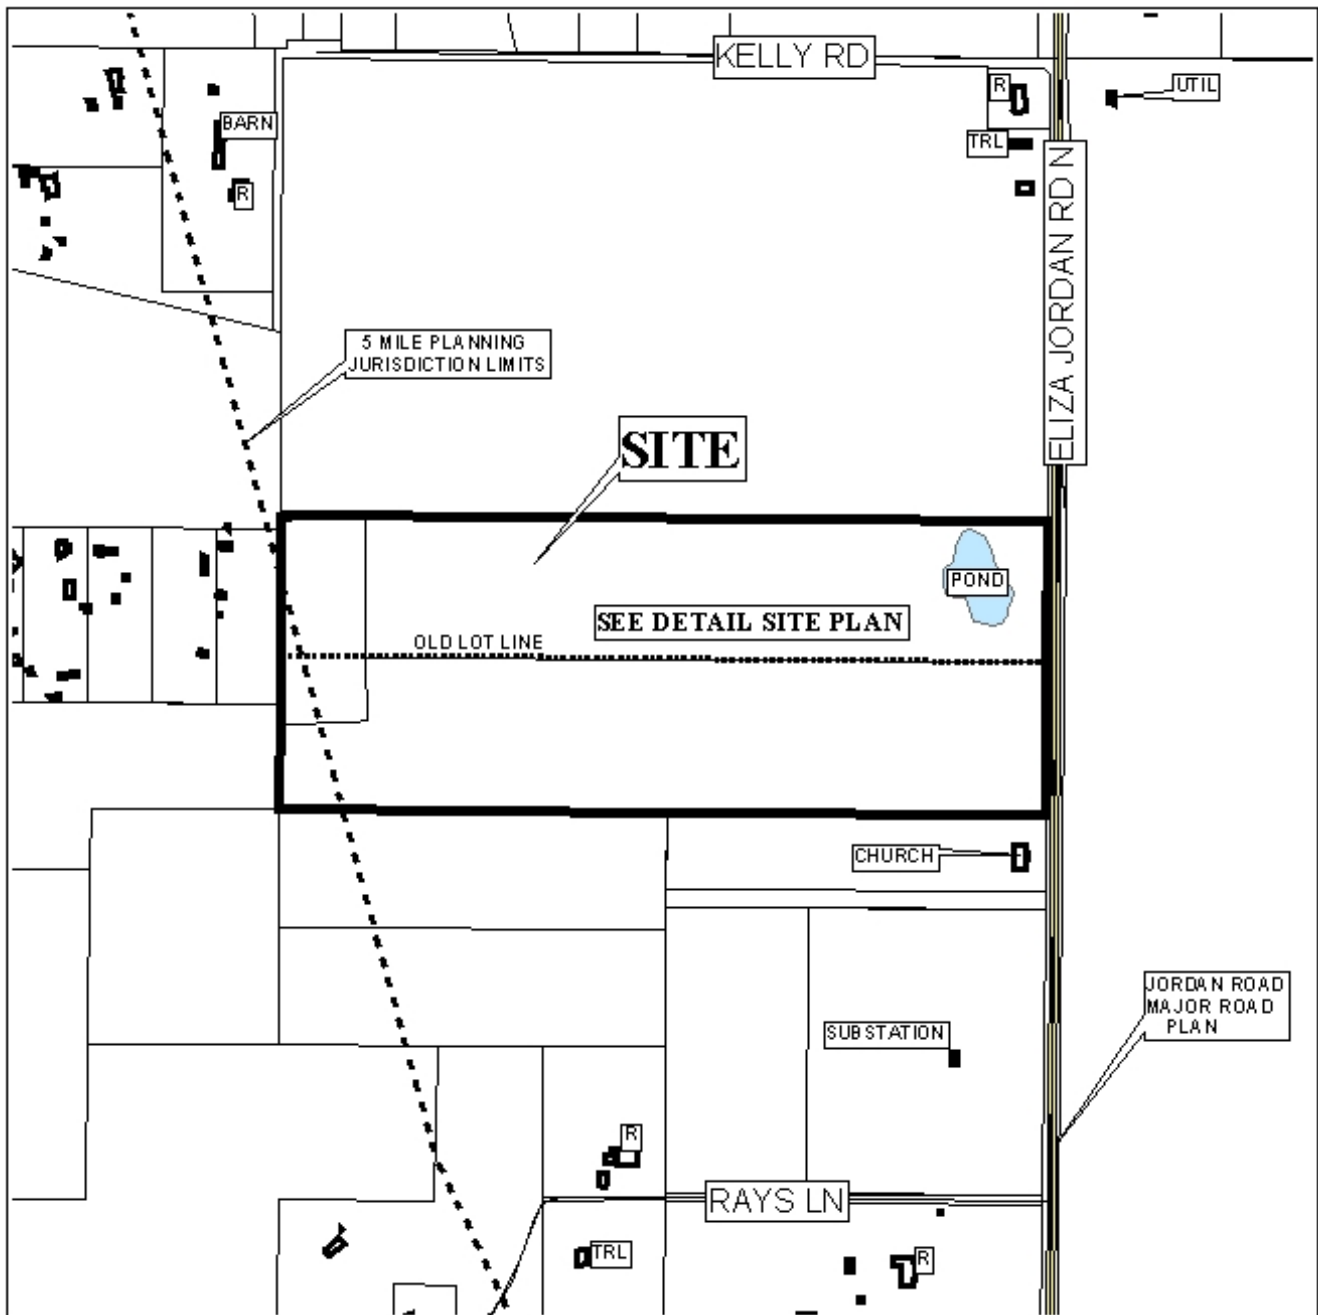 KELLY RD
R
UTIL
BARN
TRL
R
ELIZA JORDAN RD N
5 MILE PLANNING
JURISDICTION LIMITS
SITE
POND
SEE DETAIL SITE PLAN
OLD LOT LINE
CHURCH
JORDAN ROAD
MAJOR ROAD
PLAN
SUBSTATION
R
RAYS LN
TRL
R